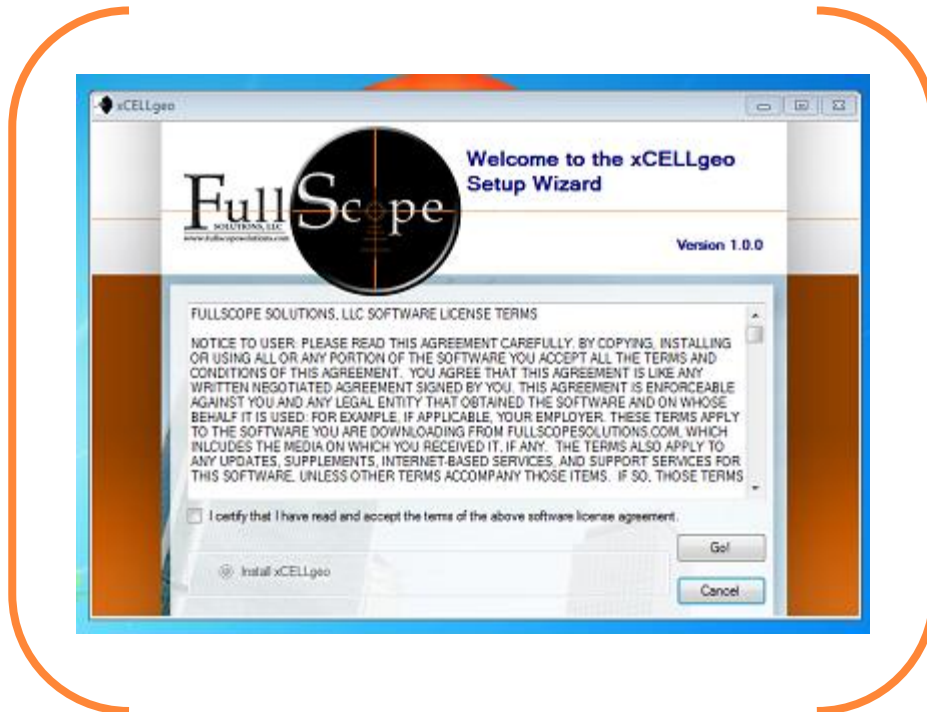 xCELLgeo
Welcome to the xCELLgeo
Setup Wizard
FullScope
SOLUTIONS, LLC
www.fullscopesolutions.com
Version 1.0.0
FULLSCOPE SOLUTIONS, LLC SOFTWARE LICENSE TERMS
NOTICE TO USER: PLEASE READ THIS AGREEMENT CAREFULLY. BY COPYING, INSTALLING
OR USING ALL OR ANY PORTION OF THE SOFTWARE YOU ACCEPT ALL THE TERMS AND
CONDITIONS OF THIS AGREEMENT.  YOU AGREE THAT THIS AGREEMENT IS LIKE ANY
WRITTEN NEGOTIATED AGREEMENT SIGNED BY YOU. THIS AGREEMENT IS ENFORCEABLE
AGAINST YOU AND ANY LEGAL ENTITY THAT OBTAINED THE SOFTWARE AND ON WHOSE
BEHALF IT IS USED: FOR EXAMPLE, IF APPLICABLE, YOUR EMPLOYER. THESE TERMS APPLY
TO THE SOFTWARE YOU ARE DOWNLOADING FROM FULLSCOPESOLUTIONS.COM, WHICH
INLCUDES THE MEDIA ON WHICH YOU RECEIVED IT, IF ANY.  THE TERMS ALSO APPLY TO
ANY UPDATES, SUPPLEMENTS, INTERNET-BASED SERVICES, AND SUPPORT SERVICES FOR
THIS SOFTWARE, UNLESS OTHER TERMS ACCOMPANY THOSE ITEMS.  IF SO, THOSE TERMS
I certify that I have read and accept the terms of the above software license agreement.
Go!
Install xCELLgeo
Cancel